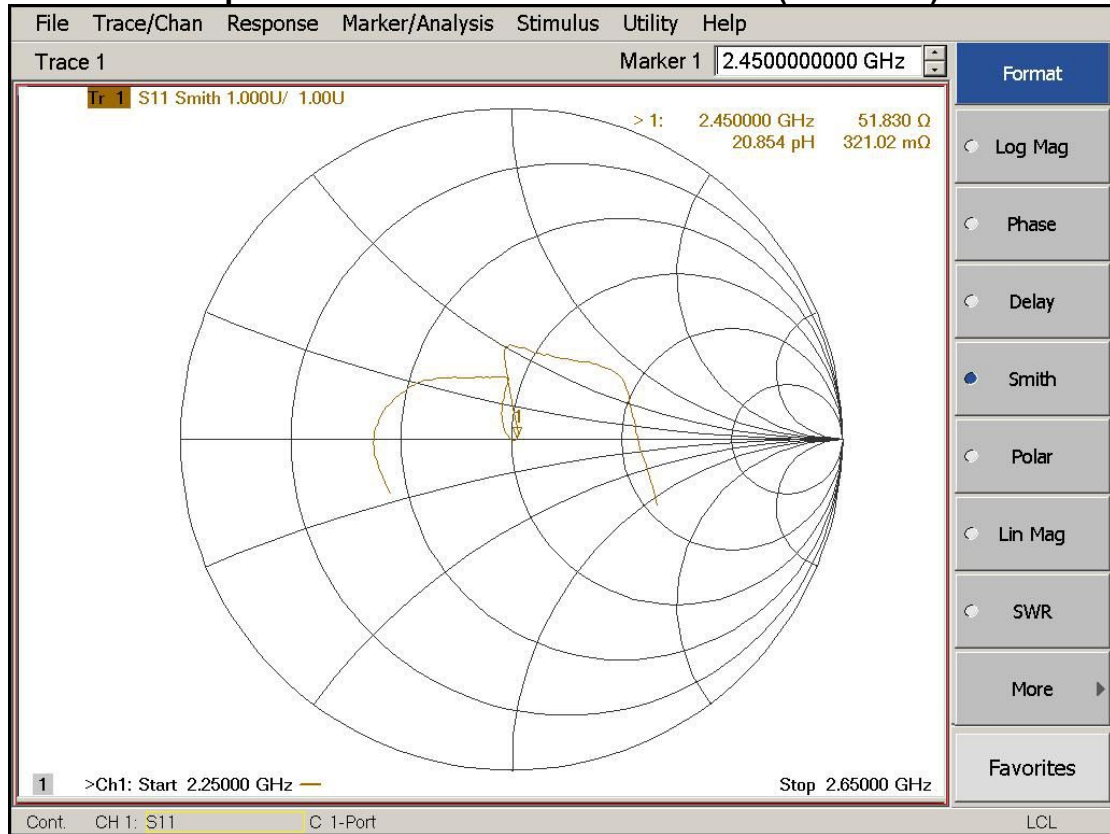 File Trace/Chan Response Marker/Analysis Stimulus Utility Help
Trace 1 Marker 1 2.4500000000 GHz
Format
Tr 1 S11 Smith 1.000U/ 1.00U
> 1: 2.450000 GHz 51.830 Ω
20.854 pH 321.02 mΩ
Log Mag
Phase
Delay
Smith
1
Polar
Lin Mag
SWR
More
Favorites
1 >Ch1: Start 2.25000 GHz Stop 2.65000 GHz
Cont. CH 1: S11 C 1-Port LCL